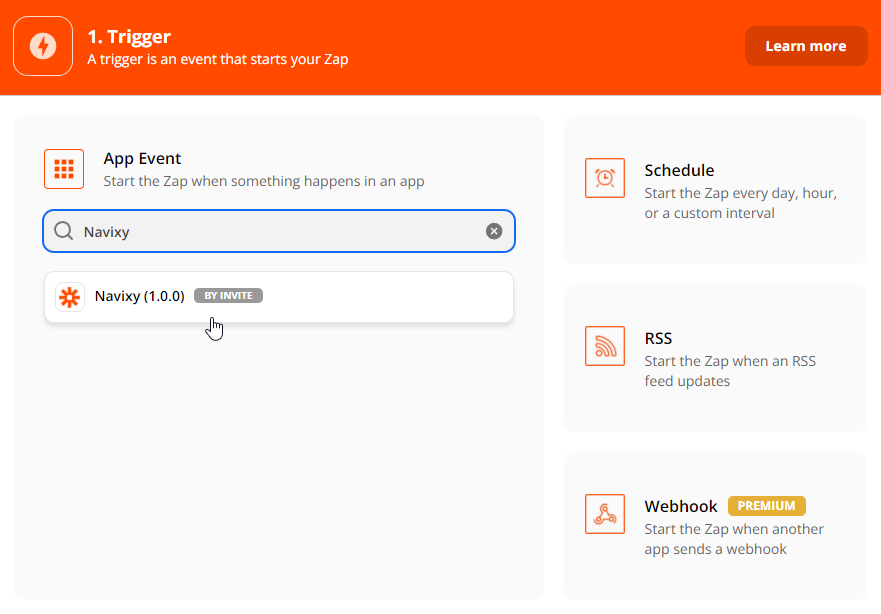 1. Trigger
A trigger is an event that starts your Zap
Learn more
App Event
Start the Zap when something happens in an app
Navixy
Navixy (1.0.0) BY INVITE
Schedule
Start the Zap every day, hour,
or a custom interval
RSS
Start the Zap when an RSS
feed updates
Webhook PREMIUM
Start the Zap when another
app sends a webhook